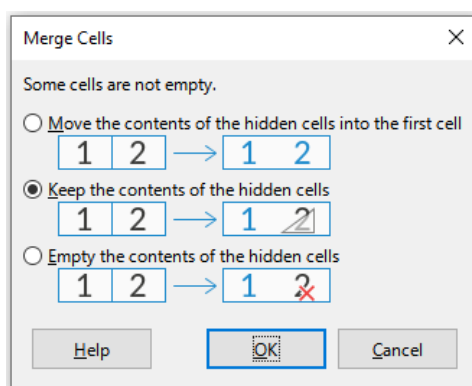 Merge Cells
Some cells are not empty.
Move the contents of the hidden cells into the first cell
1 2 1 2
Keep the contents of the hidden cells
1 2 1 2
Empty the contents of the hidden cells
1 2 1 2
Help OK Cancel